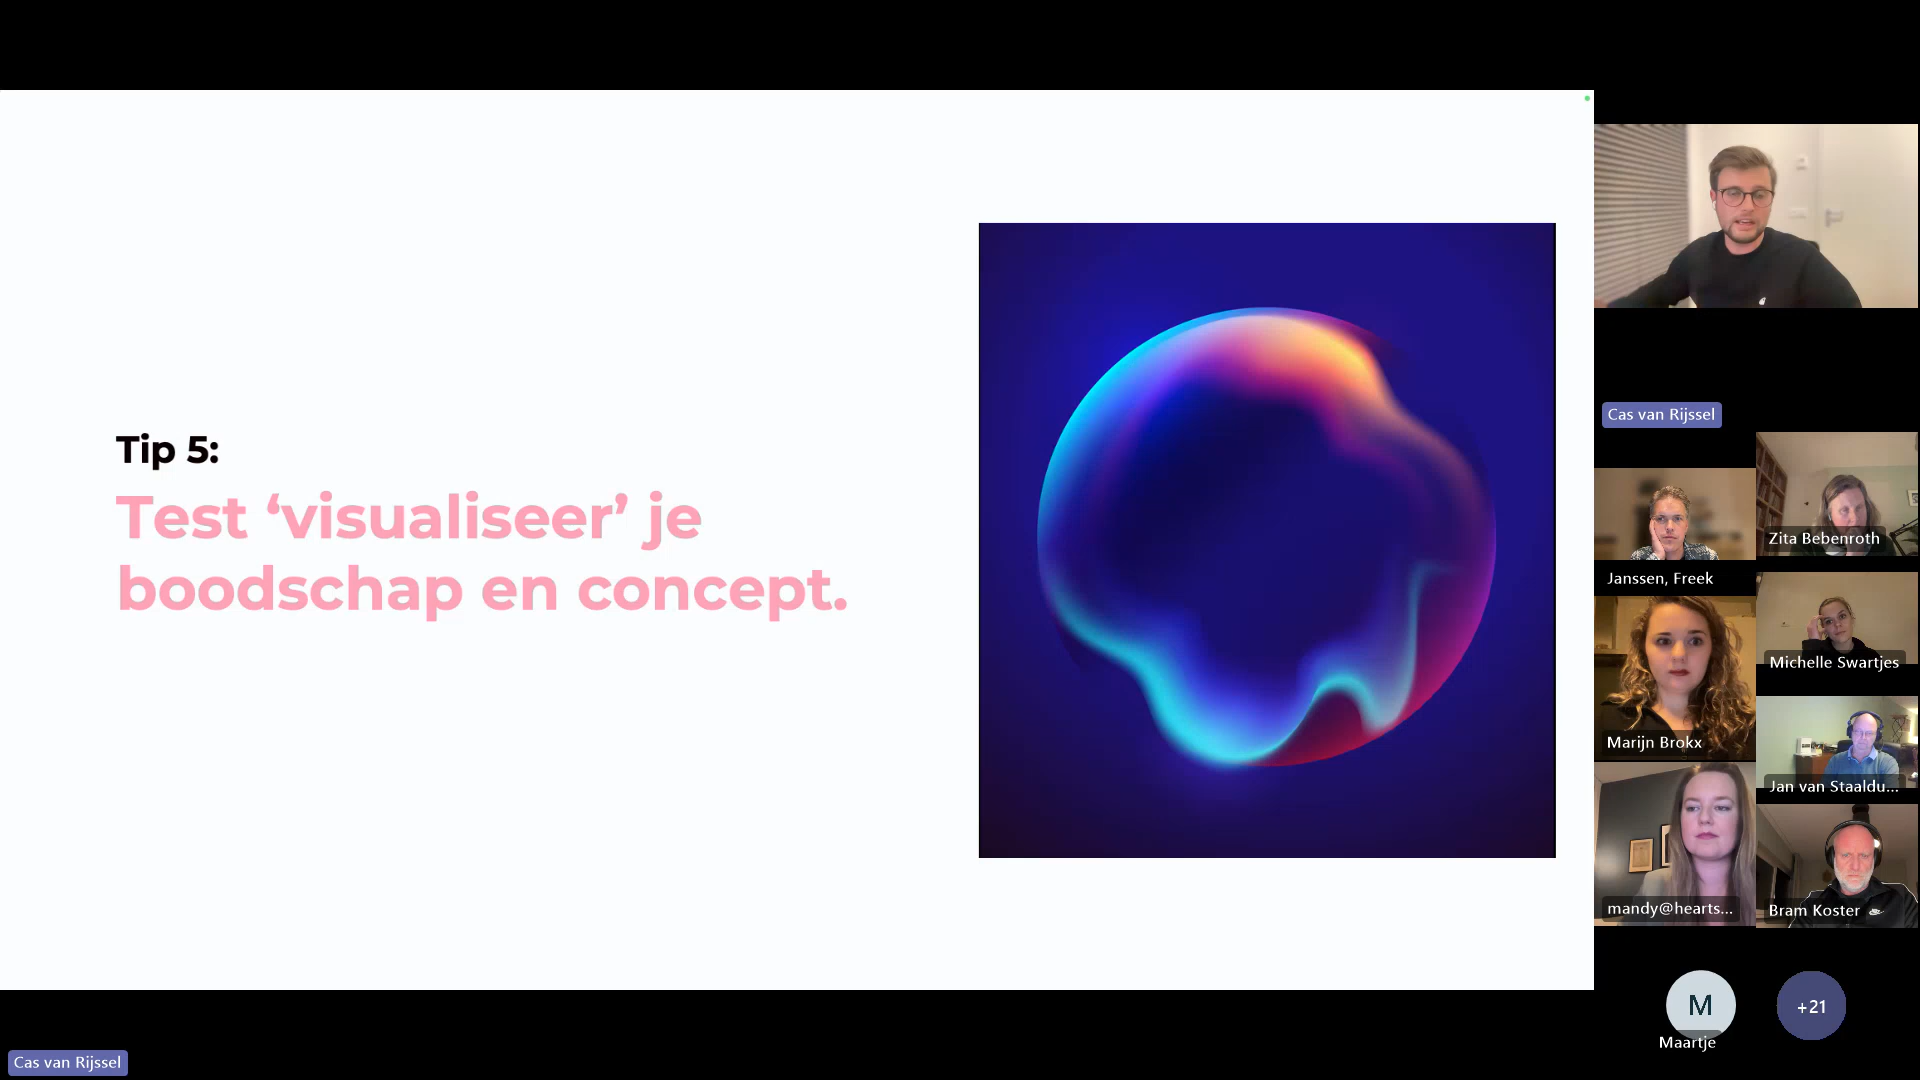 Tip 5:
Test ‘visualiseer’ je
boodschap en concept.
Cas van Rijssel
Zita Bebenroth
Janssen, Freek
Michelle Swartjes
Marijn Brokx
Jan van Staaldu...
mandy@hearts...
Bram Koster
M
+21
Maartje
Cas van Rijssel